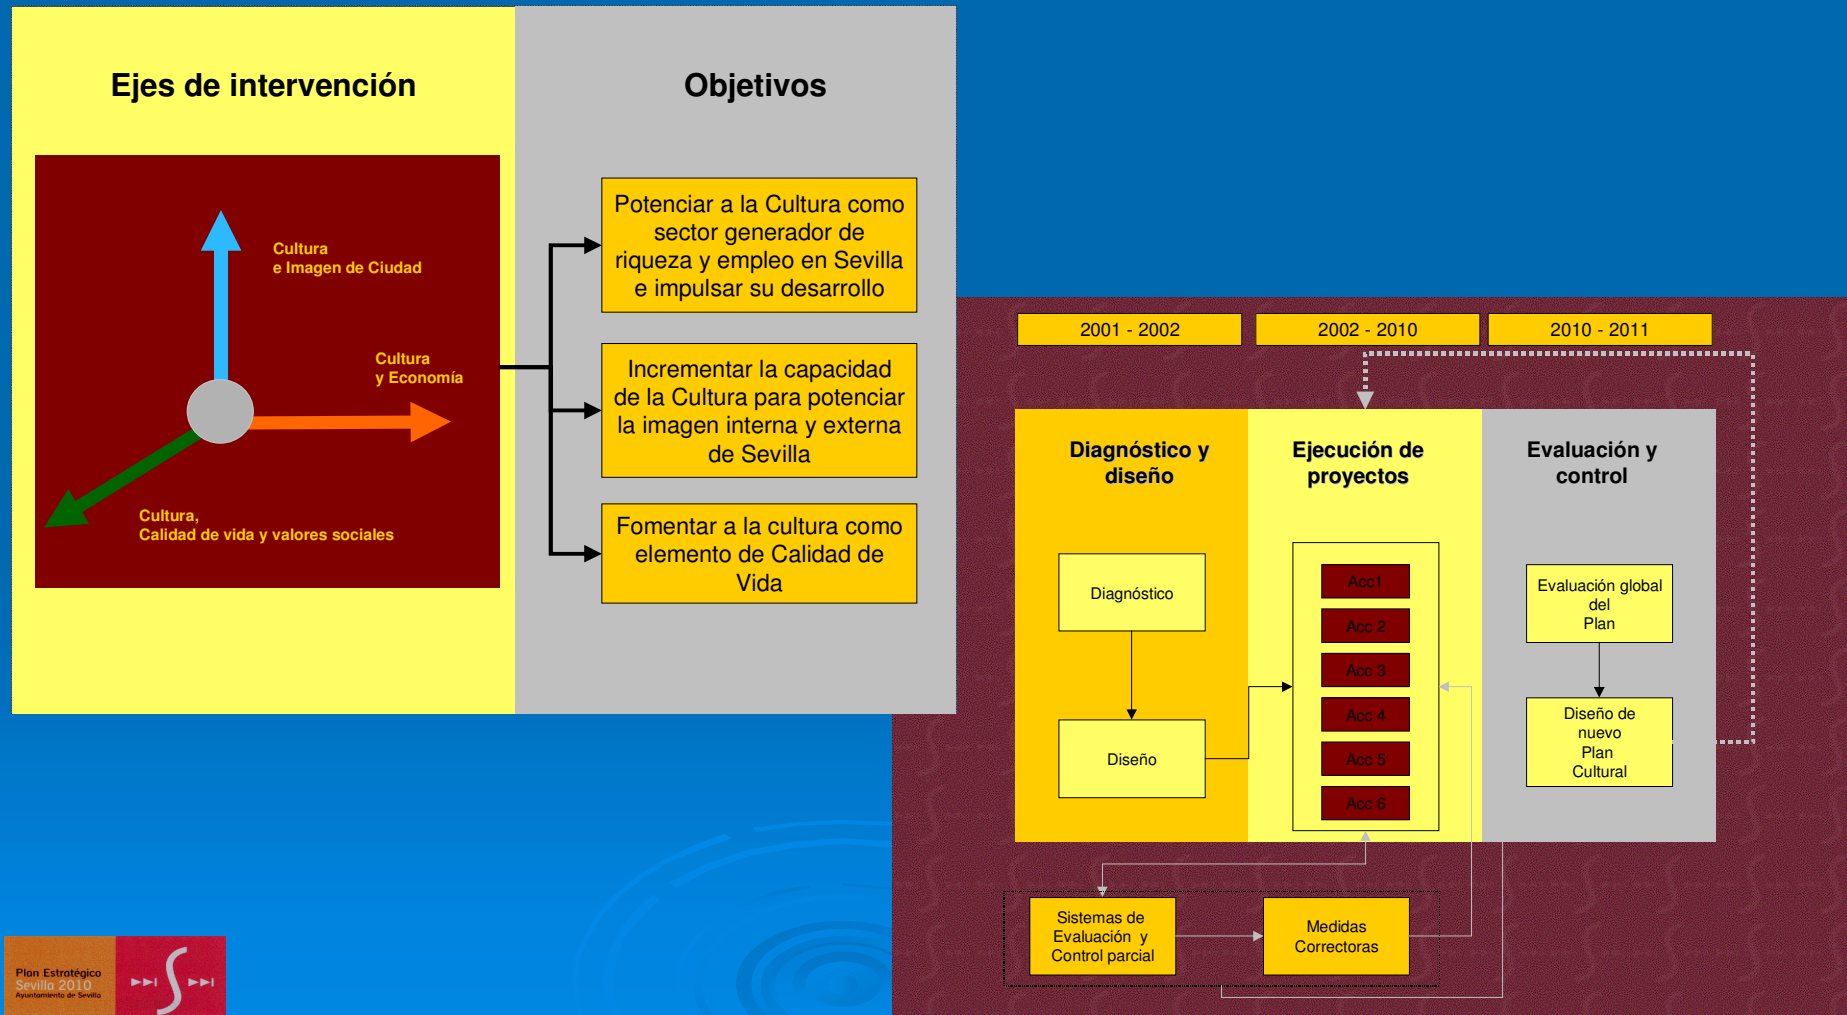 Ejes de intervención
Cultura
e Imagen de Ciudad
Cultura
y Economía
Cultura,
Calidad de vida y valores sociales
Objetivos
Potenciar a la Cultura como
sector generador de
riqueza y empleo en Sevilla
e impulsar su desarrollo
Incrementar la capacidad
de la Cultura para potenciar
la imagen interna y externa
de Sevilla
Fomentar a la cultura como
elemento de Calidad de
Vida
2001 - 2002
2002 - 2010
2010 - 2011
Diagnóstico y
diseño
Diagnóstico
Diseño
Ejecución de
proyectos
Acc1
Acc 2
Acc 3
Acc 4
Acc 5
Acc 6
Evaluación y
control
Evaluación global
del
Plan
Diseño de
nuevo
Plan
Cultural
Sistemas de
Evaluación y
Control parcial
Medidas
Correctoras
Plan Estratégico
Sevilla 2010
Ayuntamiento de Sevilla